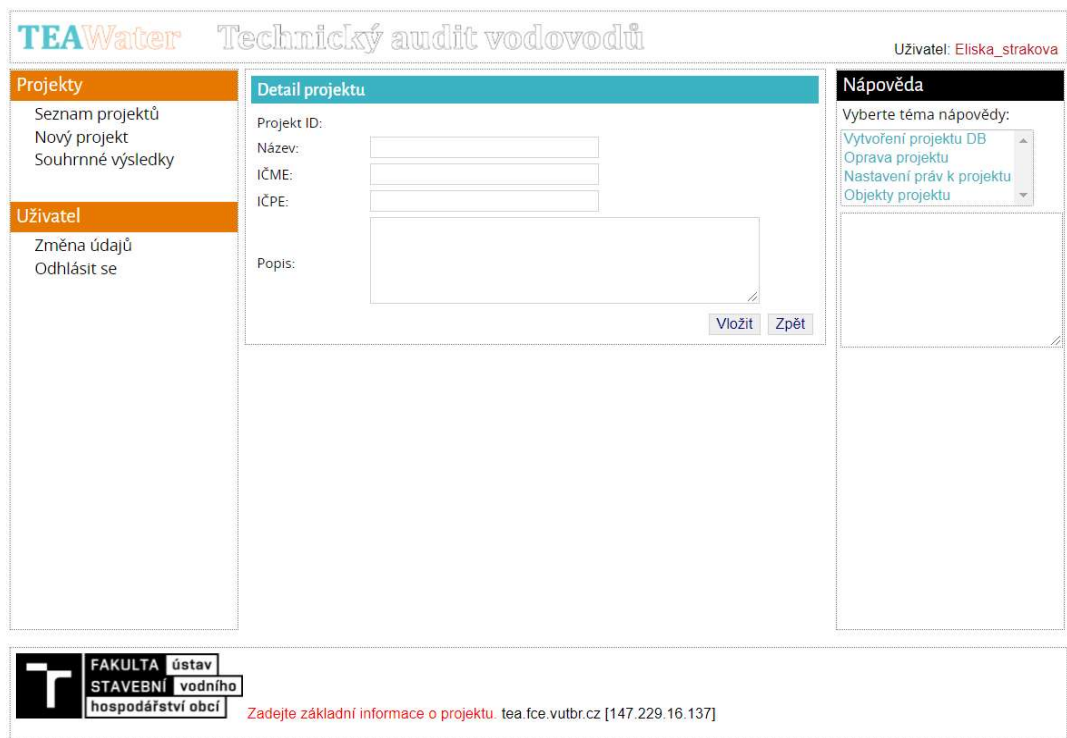 TEAWater Technický audit vodovodů
Uživatel: Eliska_strakova
Projekty
Seznam projektů
Nový projekt
Souhrnné výsledky
Uživatel
Změna údajů
Odhlásit se
Detail projektu
Projekt ID:
Název:
IČME:
IČPE:
Popis:
Vložit Zpět
Nápověda
Vyberte téma nápovědy:
Vytvoření projektu DB
Oprava projektu
Nastavení práv k projektu
Objekty projektu
FAKULTA ústav
STAVEBNÍ vodního
hospodářství obcí
Zadejte základní informace o projektu. tea.fce.vutbr.cz [147.229.16.137]